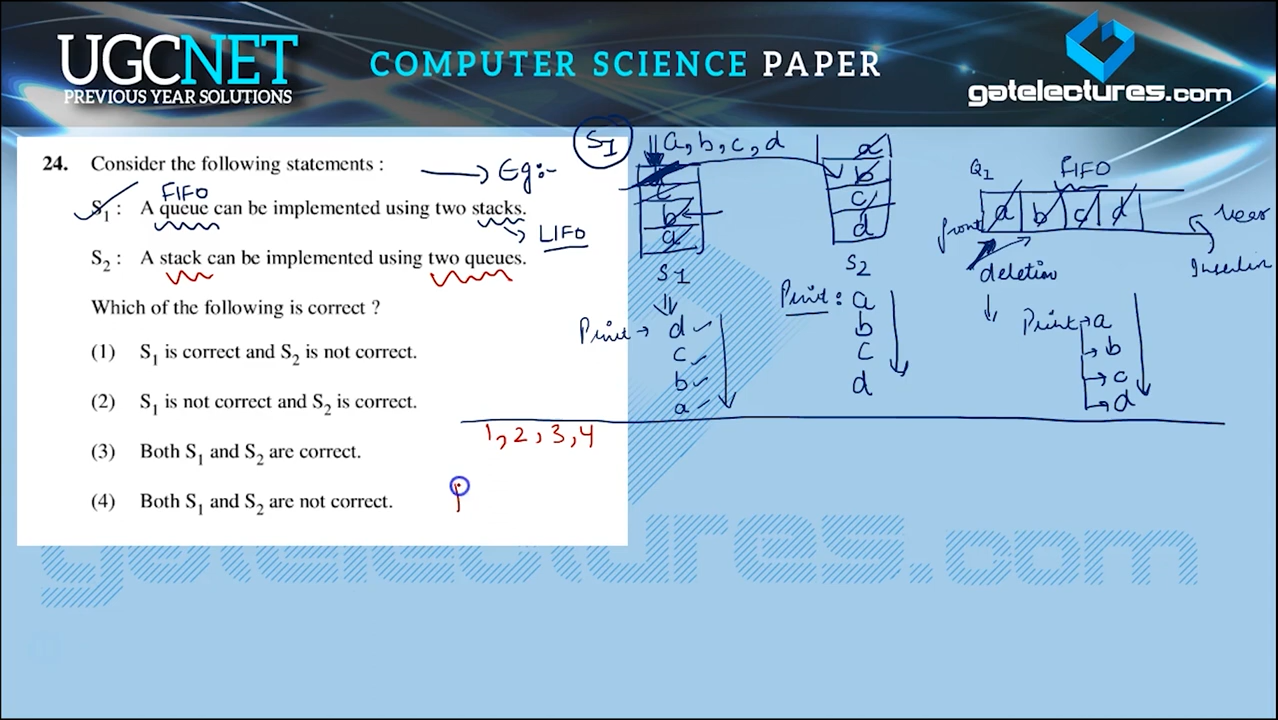 UGCNET
PREVIOUS YEAR SOLUTIONS
COMPUTER SCIENCE PAPER
gatelectures.com
24. Consider the following statements :
→ Eg:-
FIFO
S1 : A queue can be implemented using two stacks.
LIFO
S2 : A stack can be implemented using two queues.
Which of the following is correct ?
(1) S1 is correct and S2 is not correct.
(2) S1 is not correct and S2 is correct.
(3) Both S1 and S2 are correct.
(4) Both S1 and S2 are not correct.
S1
a, b, c, d
c
b
a
S1
Print → d
c
b
a
a
b
c
d
S2
Print : a
b
c
d
Q1 FIFO
a b c d
front
rear
deletion
Print → a
→ b
→ c
→ d
1, 2, 3, 4
gatelectures.com